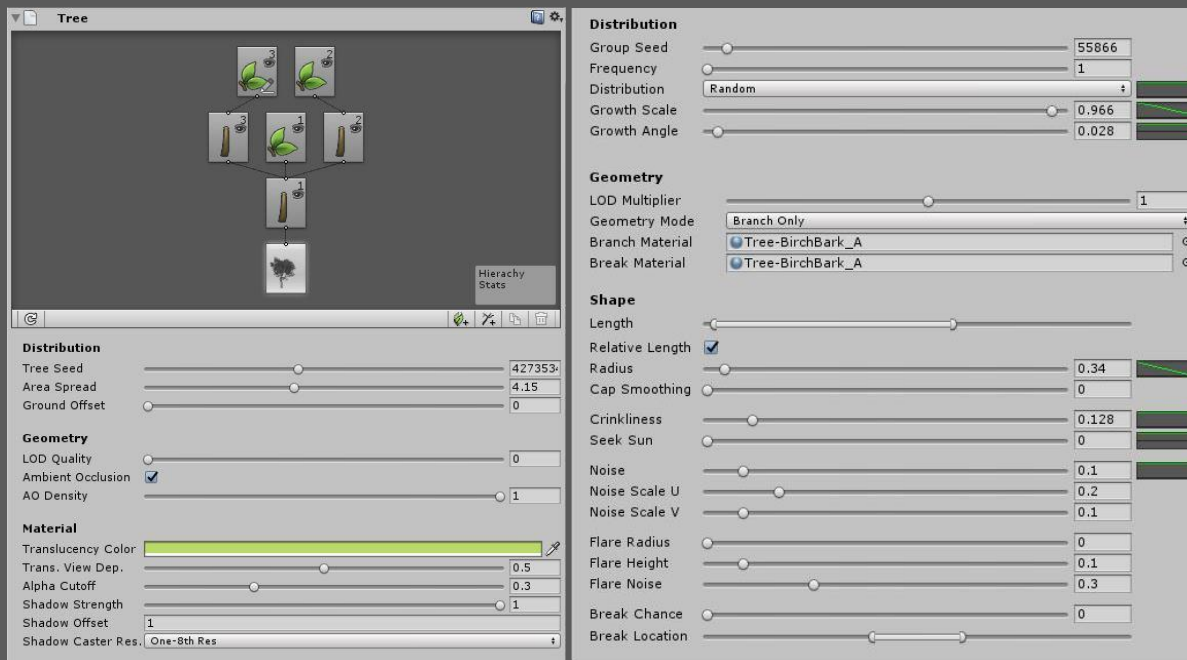 Tree
3
2
3
1
2
1
Hierachy
Stats
Distribution
Tree Seed 427353
Area Spread 4.15
Ground Offset 0
Geometry
LOD Quality 0
Ambient Occlusion
AO Density 1
Material
Translucency Color
Trans. View Dep. 0.5
Alpha Cutoff 0.3
Shadow Strength 1
Shadow Offset 1
Shadow Caster Res. One-8th Res
Distribution
Group Seed 55866
Frequency 1
Distribution Random
Growth Scale 0.966
Growth Angle 0.028
Geometry
LOD Multiplier 1
Geometry Mode Branch Only
Branch Material Tree-BirchBark_A
Break Material Tree-BirchBark_A
Shape
Length
Relative Length
Radius 0.34
Cap Smoothing 0
Crinkliness 0.128
Seek Sun 0
Noise 0.1
Noise Scale U 0.2
Noise Scale V 0.1
Flare Radius 0
Flare Height 0.1
Flare Noise 0.3
Break Chance 0
Break Location